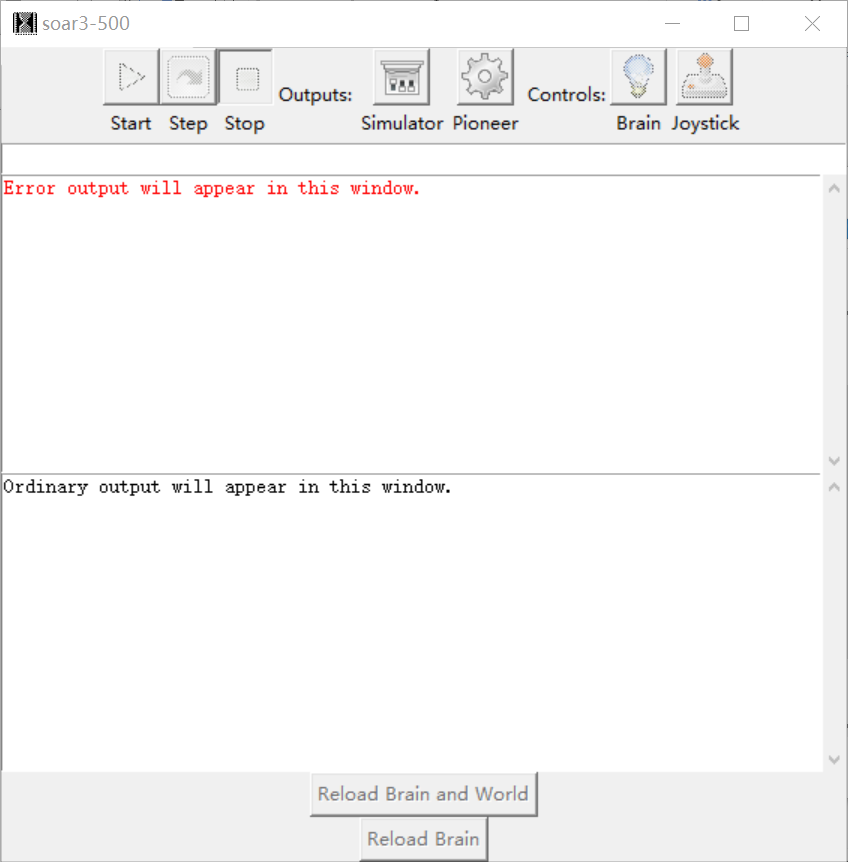 soar3-500
Outputs: Controls:
Start Step Stop Simulator Pioneer Brain Joystick
Error output will appear in this window.
Ordinary output will appear in this window.
Reload Brain and World
Reload Brain